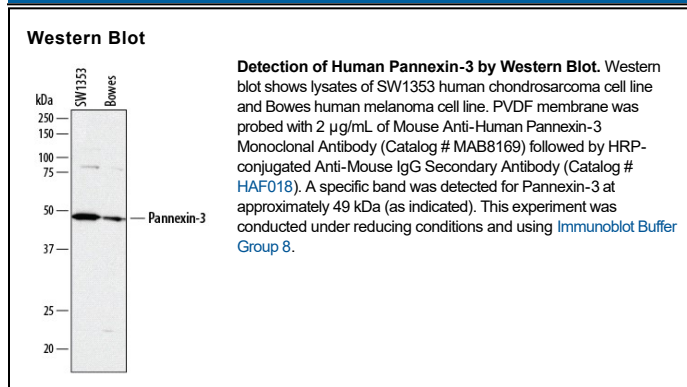 Western Blot
kDa
SW1353
Bowes
250
150
100
75
50
37
25
20
Pannexin-3
Detection of Human Pannexin-3 by Western Blot. Western
blot shows lysates of SW1353 human chondrosarcoma cell line
and Bowes human melanoma cell line. PVDF membrane was
probed with 2 µg/mL of Mouse Anti-Human Pannexin-3
Monoclonal Antibody (Catalog # MAB8169) followed by HRP-
conjugated Anti-Mouse IgG Secondary Antibody (Catalog #
HAF018). A specific band was detected for Pannexin-3 at
approximately 49 kDa (as indicated). This experiment was
conducted under reducing conditions and using Immunoblot Buffer
Group 8.